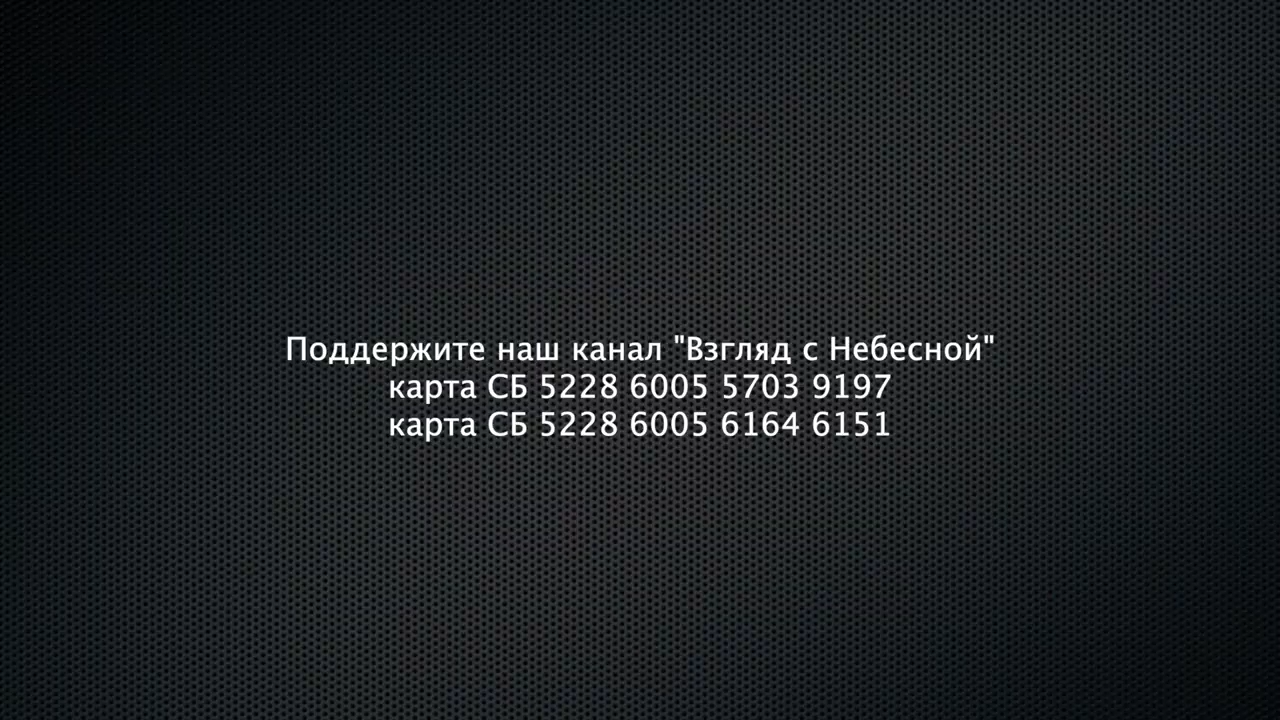 Поддержите наш канал "Взгляд с Небесной"
карта СБ 5228 6005 5703 9197
карта СБ 5228 6005 6164 6151